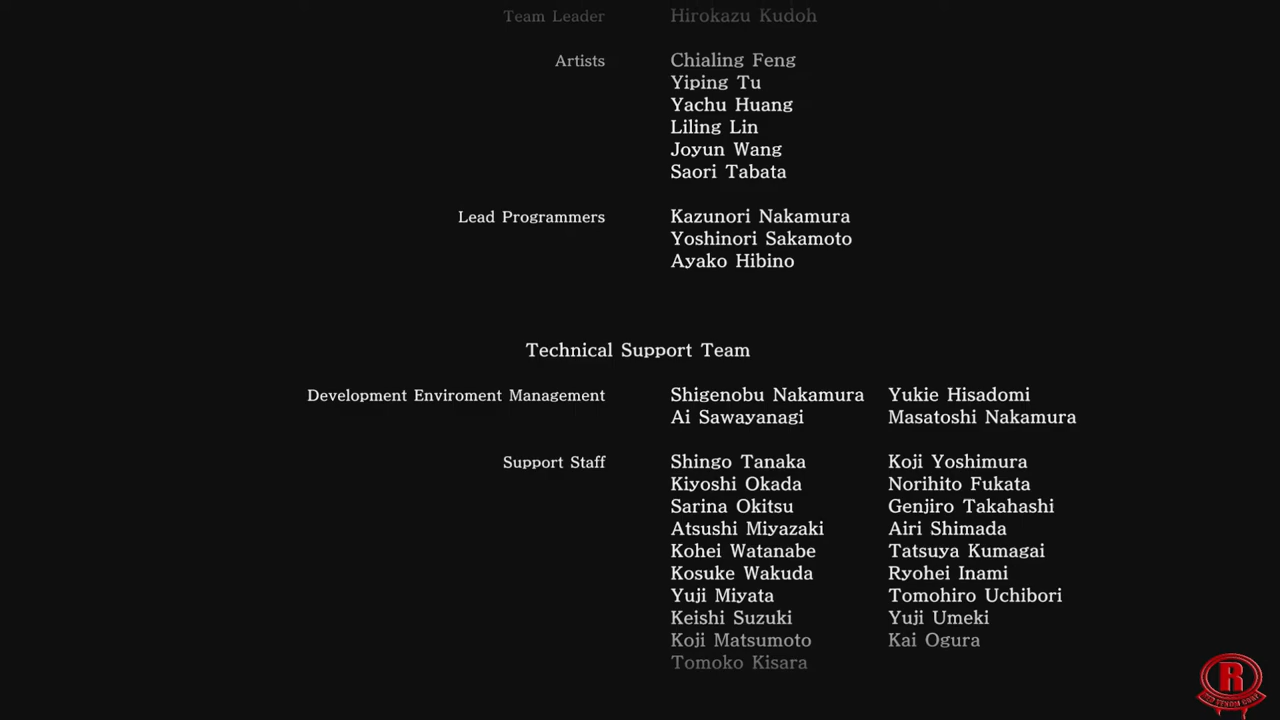 Team Leader Hirokazu Kudoh
Artists Chialing Feng
Yiping Tu
Yachu Huang
Liling Lin
Joyun Wang
Saori Tabata
Lead Programmers Kazunori Nakamura
Yoshinori Sakamoto
Ayako Hibino
Technical Support Team
Development Enviroment Management Shigenobu Nakamura Yukie Hisadomi
Ai Sawayanagi Masatoshi Nakamura
Support Staff Shingo Tanaka Koji Yoshimura
Kiyoshi Okada Norihito Fukata
Sarina Okitsu Genjiro Takahashi
Atsushi Miyazaki Airi Shimada
Kohei Watanabe Tatsuya Kumagai
Kosuke Wakuda Ryohei Inami
Yuji Miyata Tomohiro Uchibori
Keishi Suzuki Yuji Umeki
Koji Matsumoto Kai Ogura
Tomoko Kisara
R